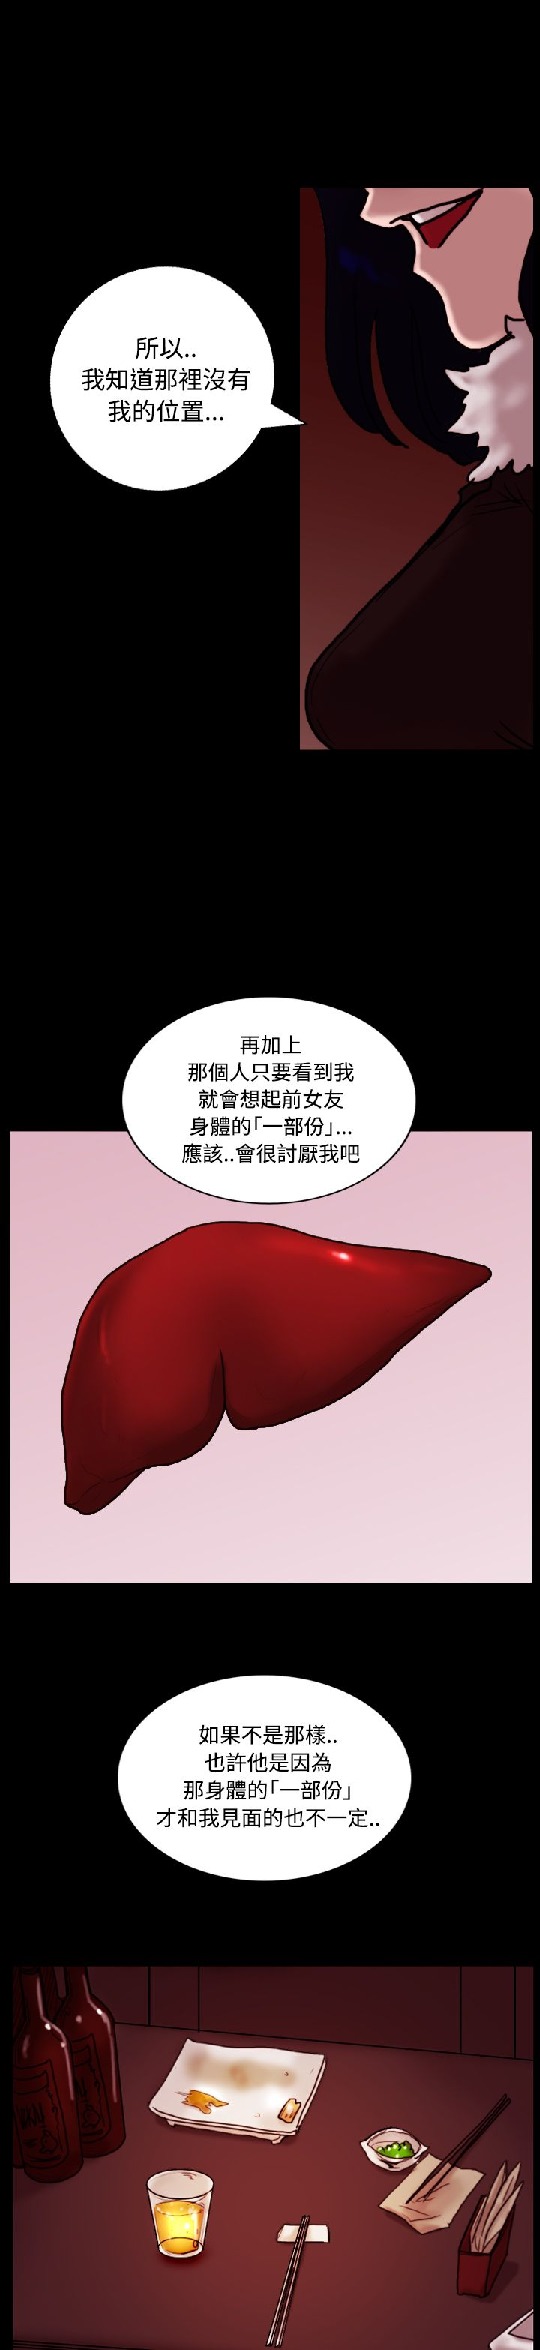 所以..
我知道那裡沒有
我的位置...
再加上
那個人只要看到我
就會想起前女友
身體的「一部份」...
應該..會很討厭我吧
如果不是那樣..
也許他是因為
那身體的「一部份」
才和我見面的也不一定..